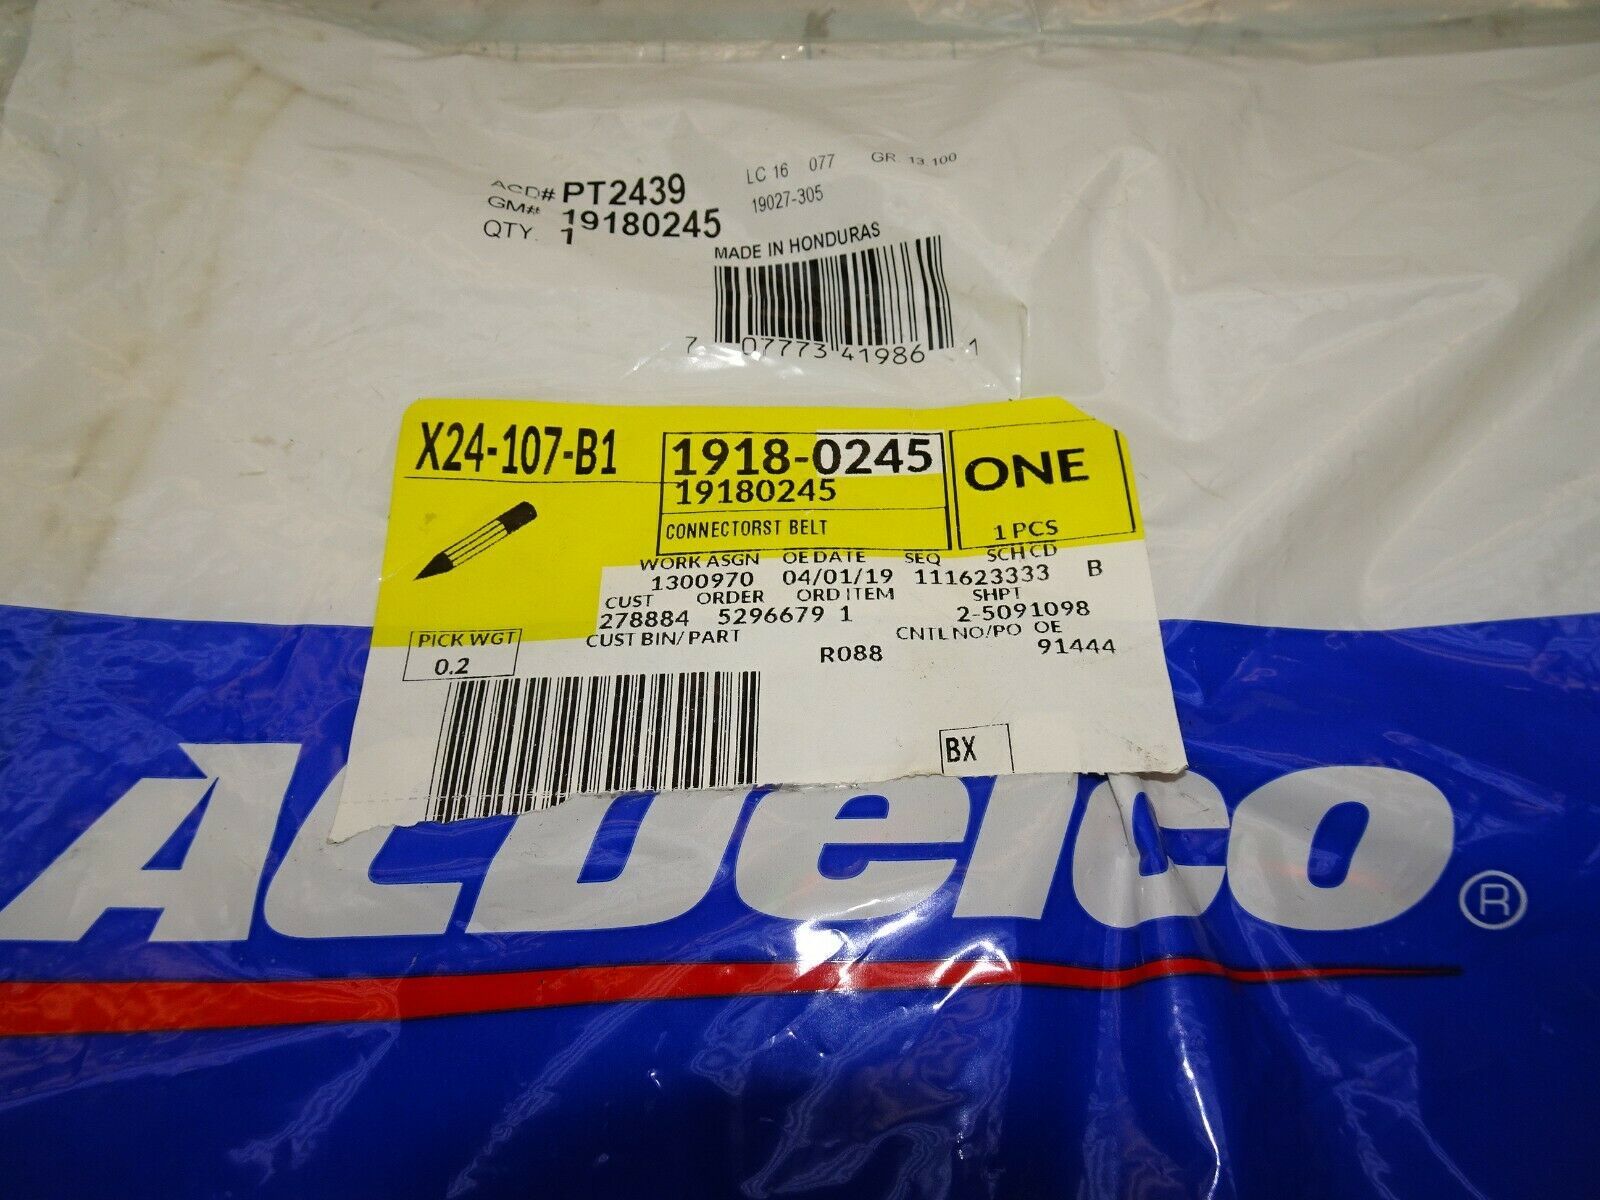 ACD# PT2439
GM# 19180245
QTY. 1
LC 16 077 GR. 13.100
19027-305
MADE IN HONDURAS
7 07773 41986 1
X24-107-B1
1918-0245
19180245
CONNECTORST BELT
ONE
1 PCS
WORK ASGN OE DATE SEQ SCH CD
1300970 04/01/19 111623333 B
CUST ORDER ORD ITEM SHPT
278884 5296679 1 2-5091098
PICK WGT CUST BIN/PART CNTL NO/PO OE
0.2 R088 91444
BX
ACDelco ®